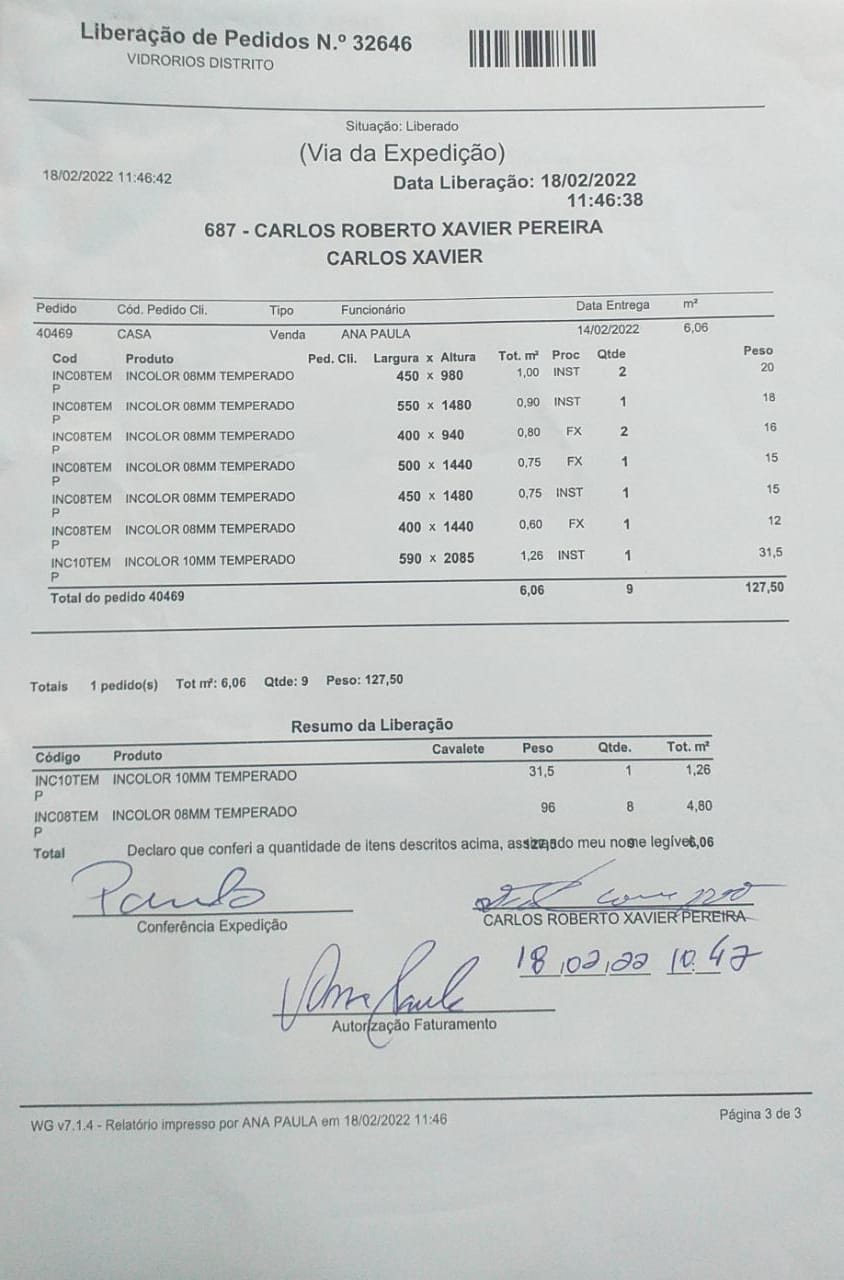 Liberação de Pedidos N.º 32646
VIDRORIOS DISTRITO
Situação: Liberado
(Via da Expedição)
18/02/2022 11:46:42
Data Liberação: 18/02/2022
11:46:38
687 - CARLOS ROBERTO XAVIER PEREIRA
CARLOS XAVIER
Pedido Cód. Pedido Cli. Tipo Funcionário Data Entrega m²
40469 CASA Venda ANA PAULA 14/02/2022 6,06
Cod Produto Ped. Cli. Largura x Altura Tot. m² Proc Qtde Peso
INC08TEM INCOLOR 08MM TEMPERADO 450 x 980 1,00 INST 2 20
P
INC08TEM INCOLOR 08MM TEMPERADO 550 x 1480 0,90 INST 1 18
P
INC08TEM INCOLOR 08MM TEMPERADO 400 x 940 0,80 FX 2 16
P
INC08TEM INCOLOR 08MM TEMPERADO 500 x 1440 0,75 FX 1 15
P
INC08TEM INCOLOR 08MM TEMPERADO 450 x 1480 0,75 INST 1 15
P
INC08TEM INCOLOR 08MM TEMPERADO 400 x 1440 0,60 FX 1 12
P
INC10TEM INCOLOR 10MM TEMPERADO 590 x 2085 1,26 INST 1 31,5
P
Total do pedido 40469 6,06 9 127,50
Totais 1 pedido(s) Tot m²: 6,06 Qtde: 9 Peso: 127,50
Resumo da Liberação
Código Produto Cavalete Peso Qtde. Tot. m²
INC10TEM INCOLOR 10MM TEMPERADO 31,5 1 1,26
P
INC08TEM INCOLOR 08MM TEMPERADO 96 8 4,80
P
Total Declaro que conferi a quantidade de itens descritos acima, assinando meu nome legível 6,06
Paulo
Conferência Expedição CARLOS ROBERTO XAVIER PEREIRA
18/02/22 10:47
Ana Paula
Autorização Faturamento
WG v7.1.4 - Relatório impresso por ANA PAULA em 18/02/2022 11:46 Página 3 de 3